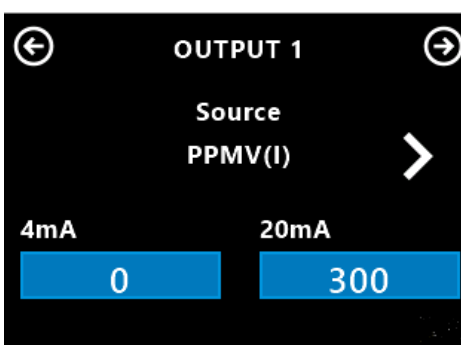 OUTPUT 1
Source
PPMV(I)
4mA 20mA
0 300